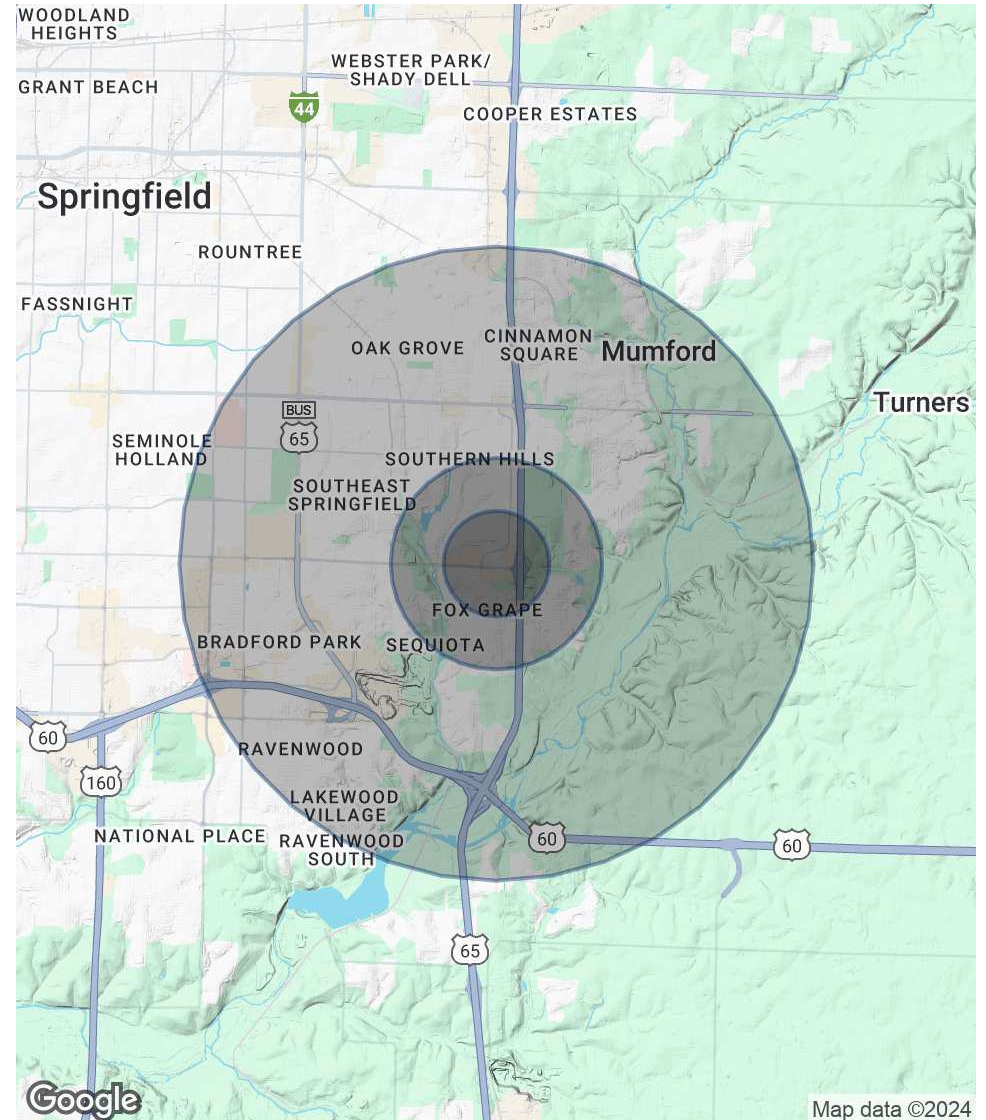 WOODLAND
HEIGHTS
WEBSTER PARK/
SHADY DELL
GRANT BEACH
44
COOPER ESTATES
Springfield
ROUNTREE
FASSNIGHT
OAK GROVE
CINNAMON
SQUARE
Mumford
Turners
BUS
65
SEMINOLE
HOLLAND
SOUTHERN HILLS
SOUTHEAST
SPRINGFIELD
FOX GRAPE
BRADFORD PARK
SEQUIOTA
60
RAVENWOOD
160
LAKEWOOD
VILLAGE
NATIONAL PLACE
RAVENWOOD
SOUTH
60
60
65
Google
Map data ©2024